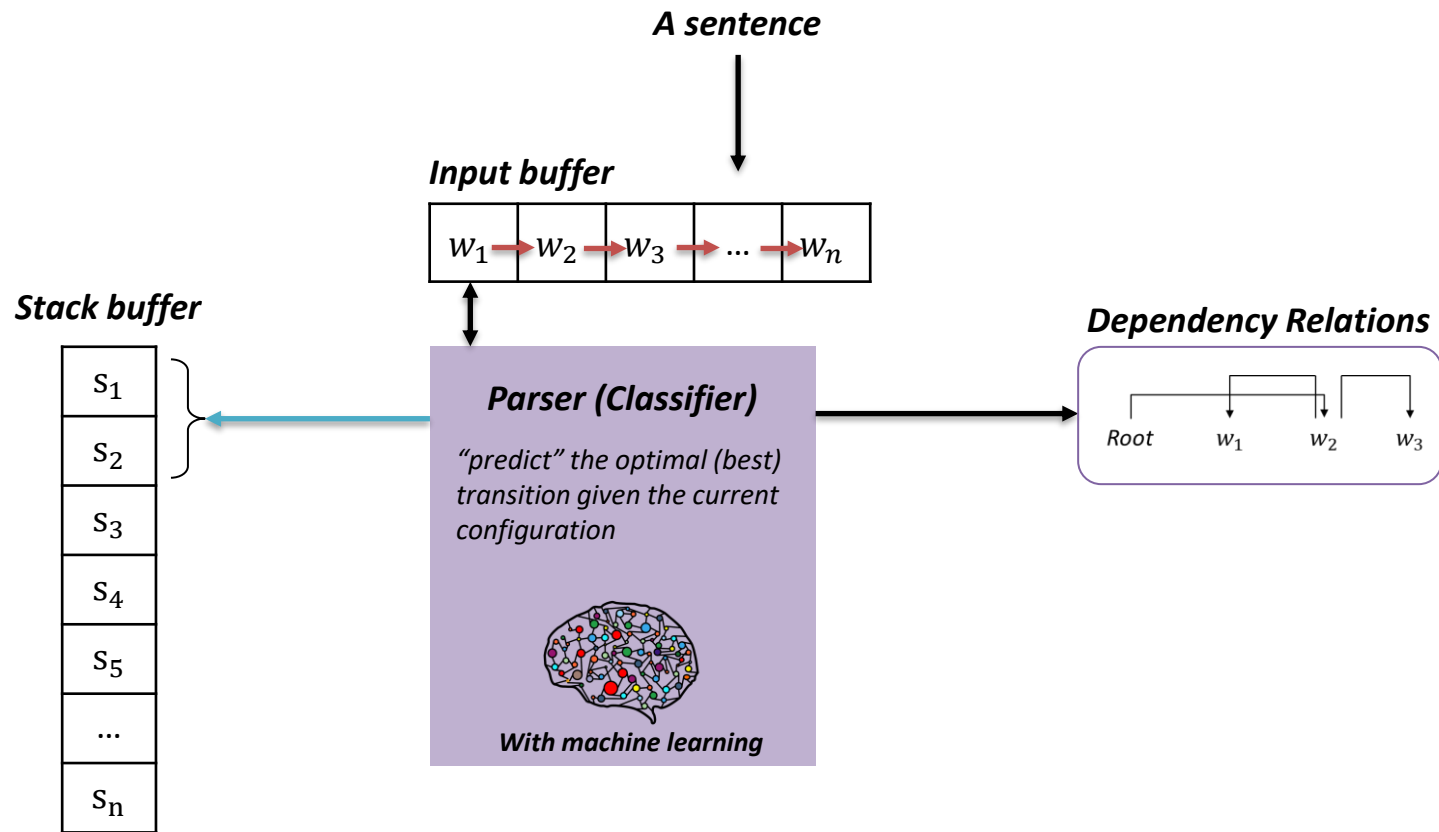 A sentence
Input buffer
w₁ w₂ w₃ ... wₙ
Stack buffer
s₁
s₂
s₃
s₄
s₅
...
sₙ
Parser (Classifier)
“predict” the optimal (best)
transition given the current
configuration
With machine learning
Dependency Relations
Root w₁ w₂ w₃